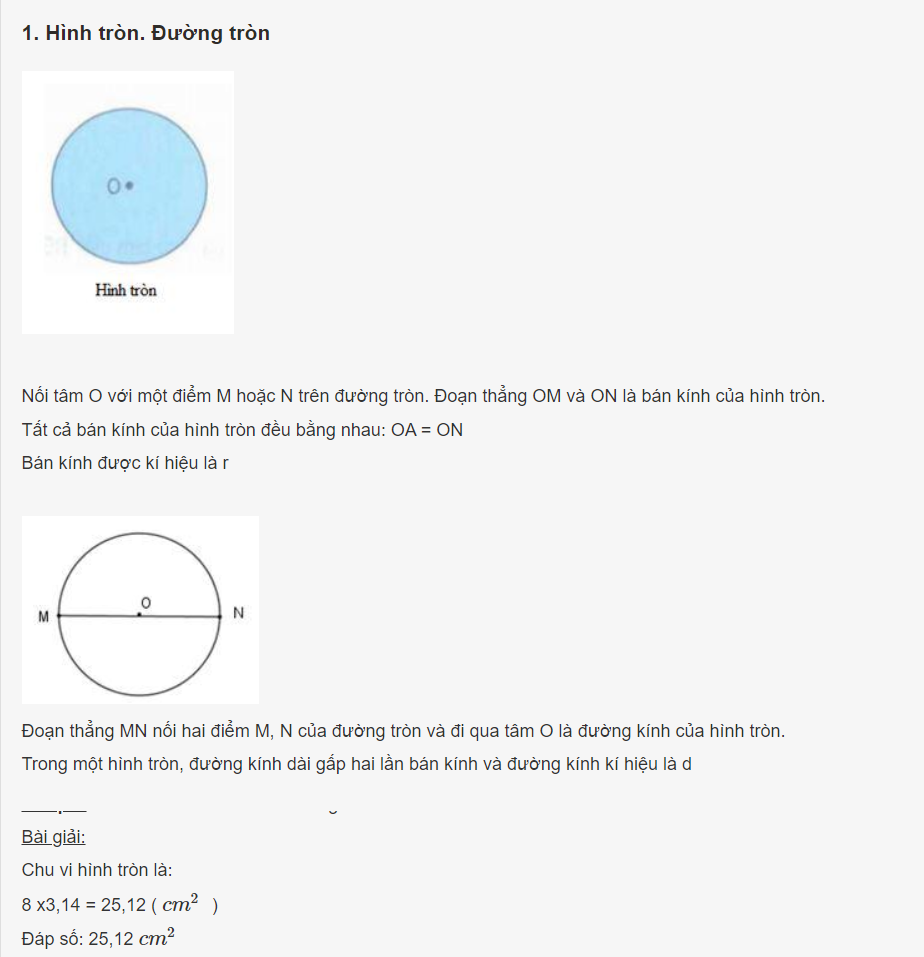 1. Hình tròn. Đường tròn
O
Hình tròn
Nối tâm O với một điểm M hoặc N trên đường tròn. Đoạn thẳng OM và ON là bán kính của hình tròn.
Tất cả bán kính của hình tròn đều bằng nhau: OA = ON
Bán kính được kí hiệu là r
O
M
N
Đoạn thẳng MN nối hai điểm M, N của đường tròn và đi qua tâm O là đường kính của hình tròn.
Trong một hình tròn, đường kính dài gấp hai lần bán kính và đường kính kí hiệu là d
Bài giải:
Chu vi hình tròn là:
8 x3,14 = 25,12 ( cm² )
Đáp số: 25,12 cm²